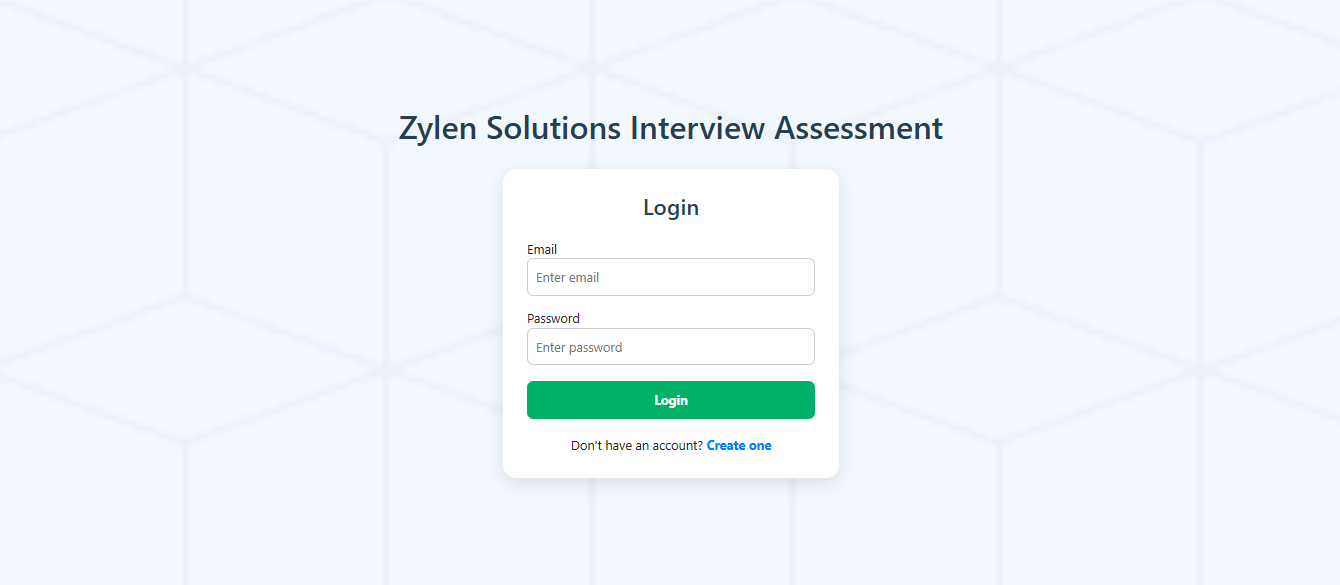 Zylen Solutions Interview Assessment
Login
Email
Enter email
Password
Enter password
Login
Don't have an account? Create one